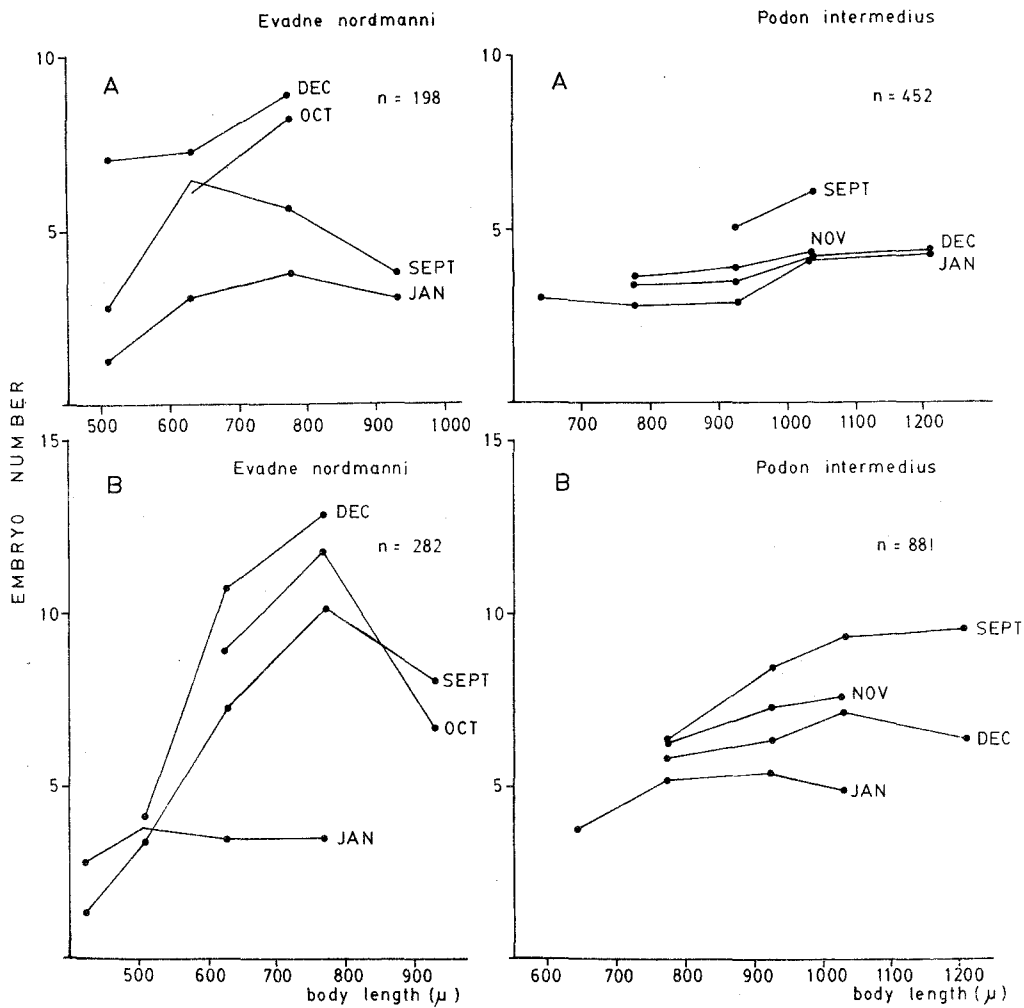 Evadne nordmanni
Podon intermedius
10
A
DEC
OCT
n = 198
5
SEPT
JAN
500 600 700 800 900 1000
10
A
n = 452
SEPT
5
NOV
DEC
JAN
700 800 900 1000 1100 1200
EMBRYO NUMBER
15
B
Evadne nordmanni
DEC
n = 282
10
SEPT
OCT
5
JAN
500 600 700 800 900
body length (μ)
15
B
Podon intermedius
n = 881
10
SEPT
NOV
DEC
5
JAN
600 700 800 900 1000 1100 1200
body length (μ)